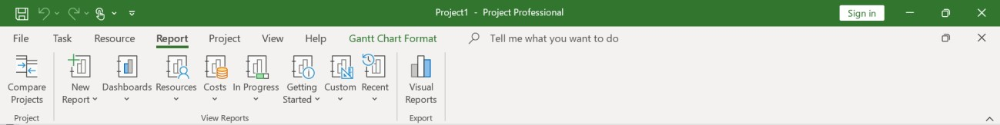 Project1 - Project Professional
Sign in
File Task Resource Report Project View Help Gantt Chart Format Tell me what you want to do
Compare Projects
New Report
Dashboards
Resources
Costs
In Progress
Getting Started
Custom
Recent
Visual Reports
Project
View Reports
Export